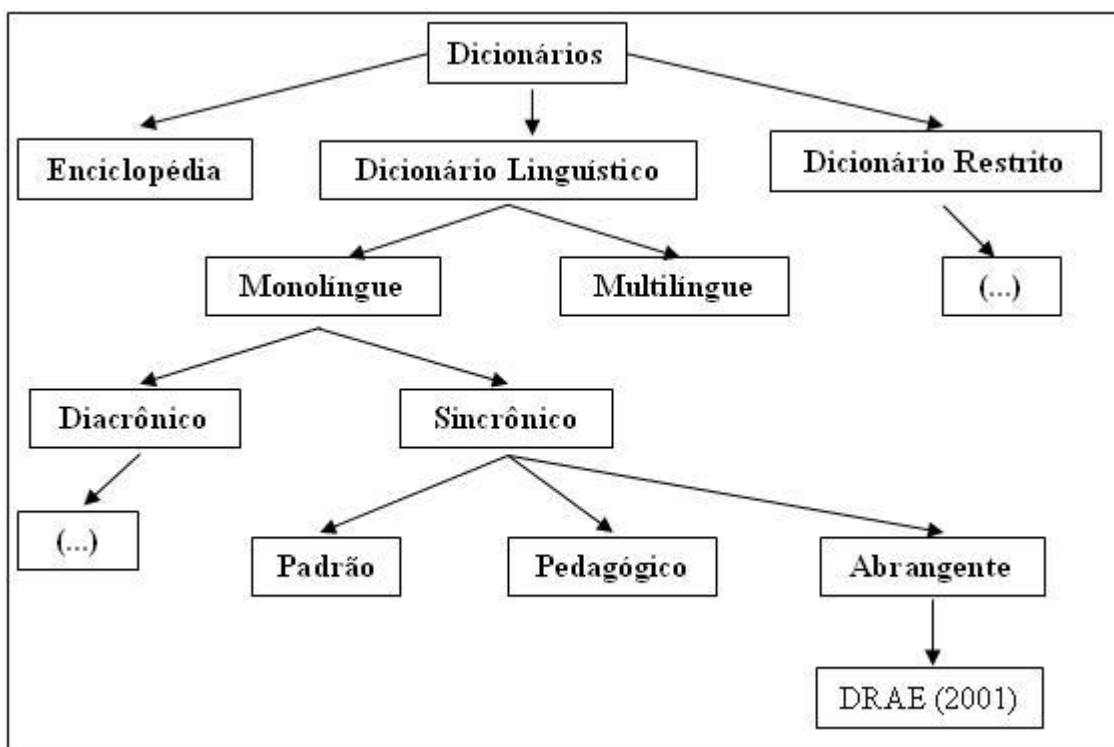 Dicionários
Enciclopédia
Dicionário Linguístico
Dicionário Restrito
Monolíngue
Multilíngue
(...)
Diacrônico
Sincrônico
(...)
Padrão
Pedagógico
Abrangente
DRAE (2001)